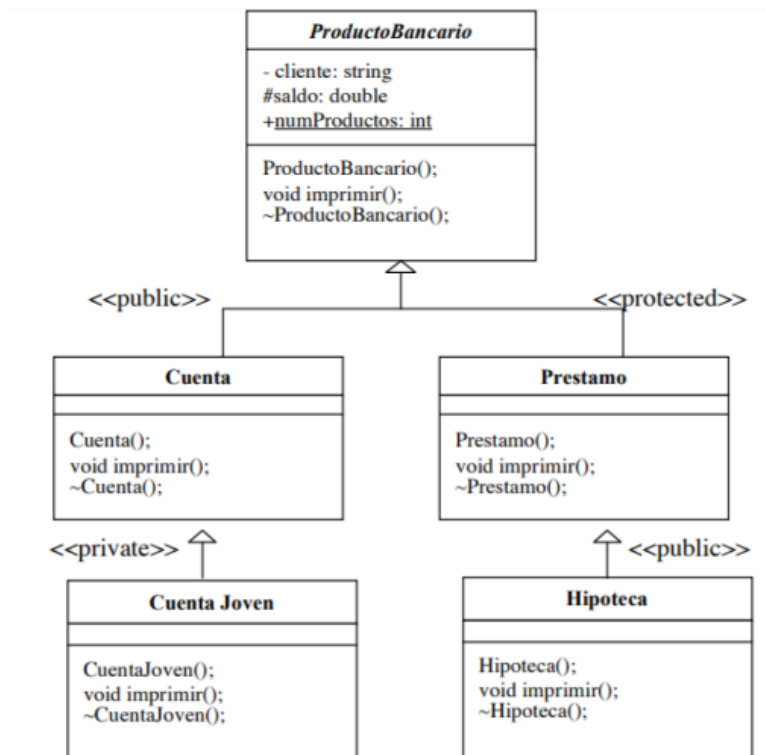 ProductoBancario
- cliente: string
#saldo: double
+numProductos: int
ProductoBancario();
void imprimir();
~ProductoBancario();
<<public>>
<<protected>>
Cuenta
Cuenta();
void imprimir();
~Cuenta();
Prestamo
Prestamo();
void imprimir();
~Prestamo();
<<private>>
<<public>>
Cuenta Joven
CuentaJoven();
void imprimir();
~CuentaJoven();
Hipoteca
Hipoteca();
void imprimir();
~Hipoteca();